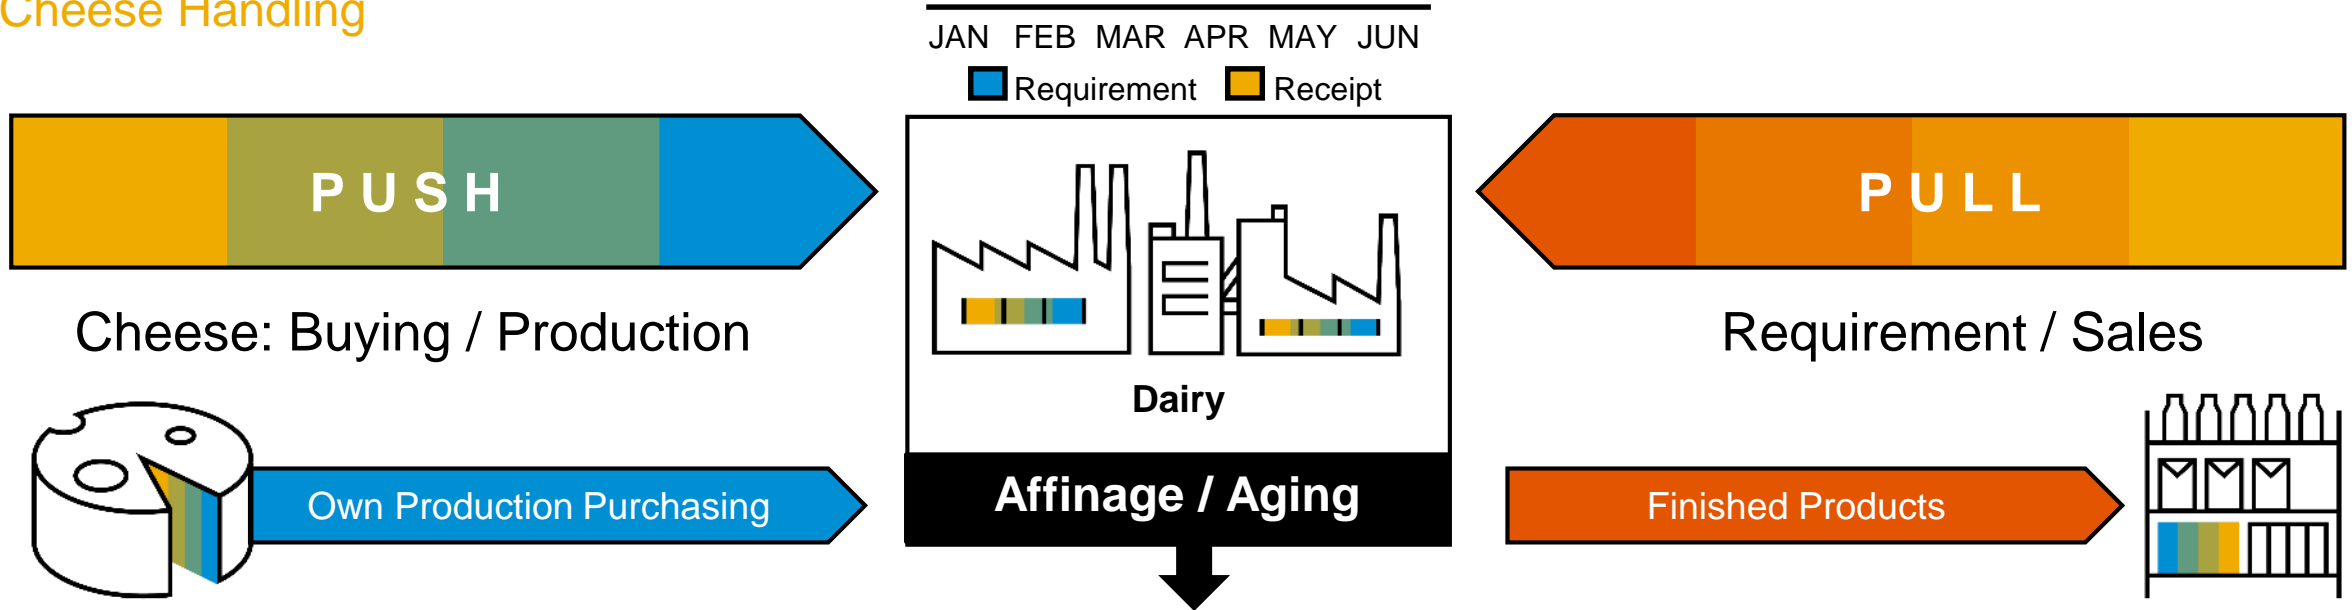 Cheese Handling
JAN FEB MAR APR MAY JUN
Requirement Receipt
PUSH
PULL
Cheese: Buying / Production
Requirement / Sales
Dairy
Own Production Purchasing
Affinage / Aging
Finished Products